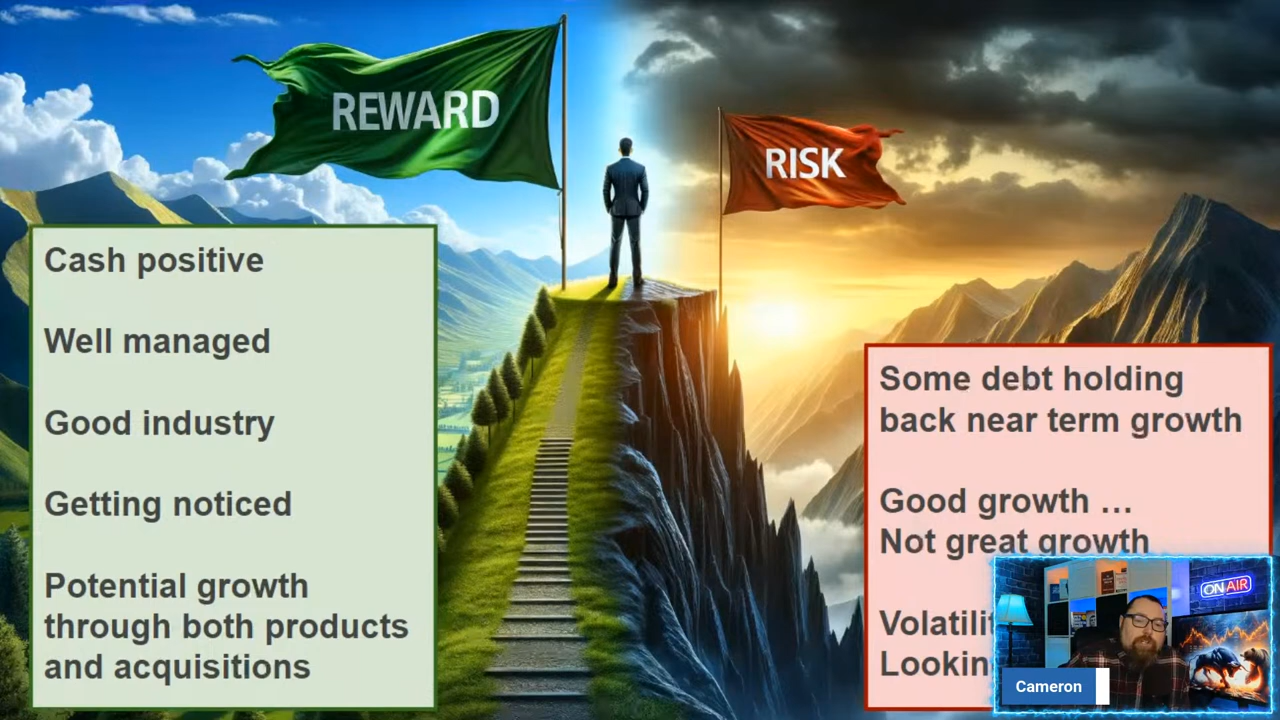 REWARD
RISK
Cash positive
Well managed
Good industry
Getting noticed
Potential growth
through both products
and acquisitions
Some debt holding
back near term growth
Good growth …
Not great growth
ON AIR
Cameron